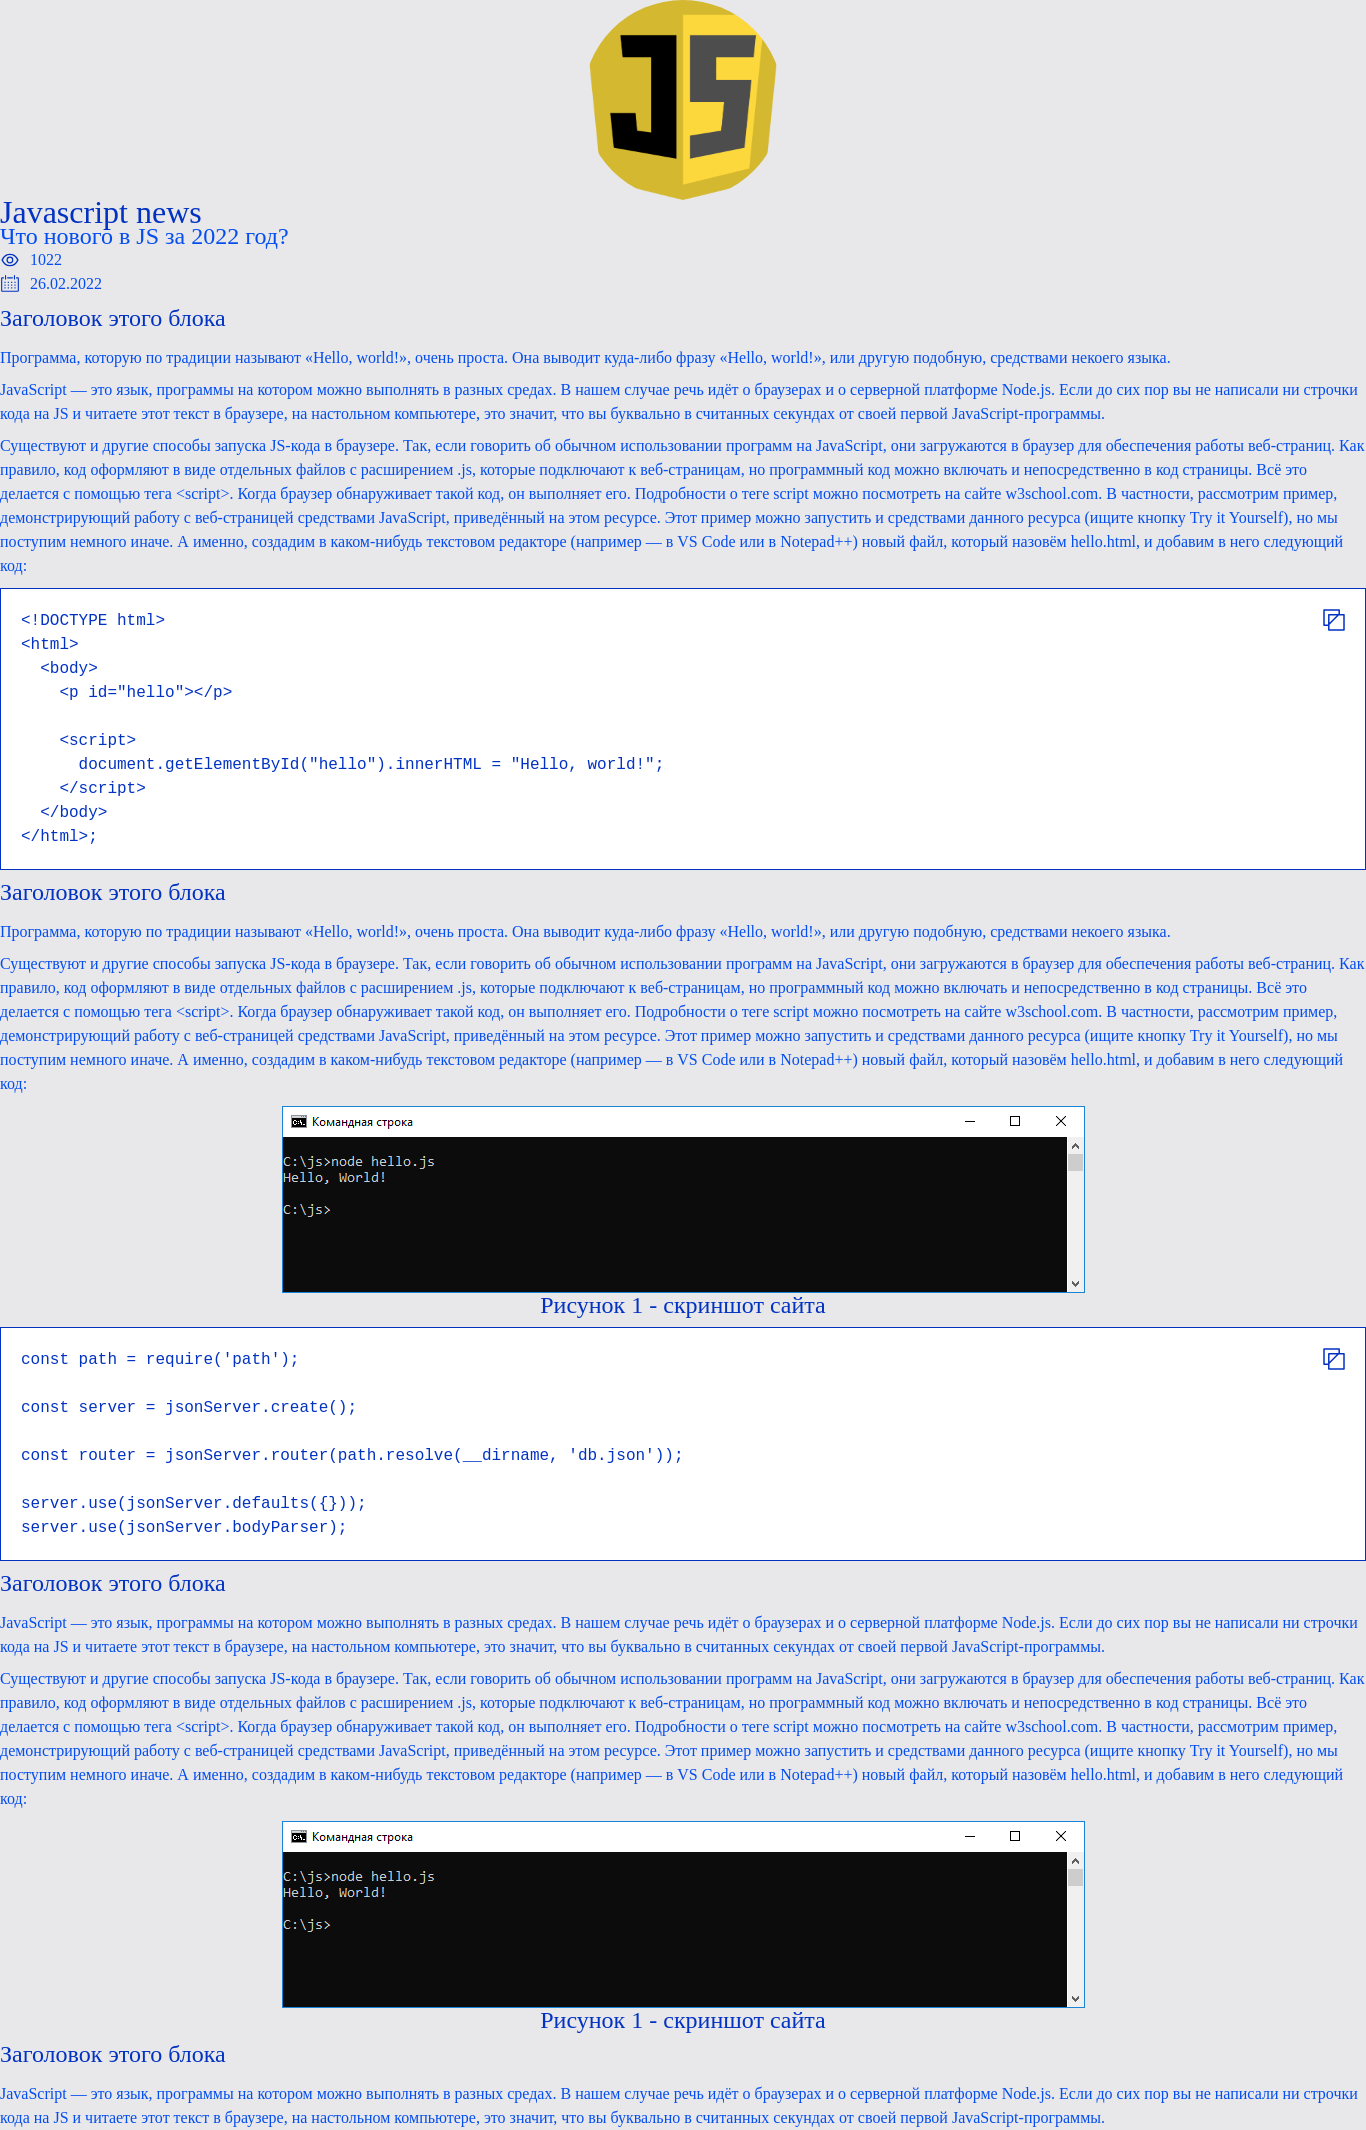 JS
Javascript news
Что нового в JS за 2022 год?
1022
26.02.2022
Заголовок этого блока
Программа, которую по традиции называют «Hello, world!», очень проста. Она выводит куда-либо фразу «Hello, world!», или другую подобную, средствами некоего языка.
JavaScript — это язык, программы на котором можно выполнять в разных средах. В нашем случае речь идёт о браузерах и о серверной платформе Node.js. Если до сих пор вы не написали ни строчки
кода на JS и читаете этот текст в браузере, на настольном компьютере, это значит, что вы буквально в считанных секундах от своей первой JavaScript-программы.
Существуют и другие способы запуска JS-кода в браузере. Так, если говорить об обычном использовании программ на JavaScript, они загружаются в браузер для обеспечения работы веб-страниц. Как
правило, код оформляют в виде отдельных файлов с расширением .js, которые подключают к веб-страницам, но программный код можно включать и непосредственно в код страницы. Всё это
делается с помощью тега <script>. Когда браузер обнаруживает такой код, он выполняет его. Подробности о теге script можно посмотреть на сайте w3school.com. В частности, рассмотрим пример,
демонстрирующий работу с веб-страницей средствами JavaScript, приведённый на этом ресурсе. Этот пример можно запустить и средствами данного ресурса (ищите кнопку Try it Yourself), но мы
поступим немного иначе. А именно, создадим в каком-нибудь текстовом редакторе (например — в VS Code или в Notepad++) новый файл, который назовём hello.html, и добавим в него следующий
код:
<!DOCTYPE html>
<html>
  <body>
    <p id="hello"></p>

    <script>
      document.getElementById("hello").innerHTML = "Hello, world!";
    </script>
  </body>
</html>;
Заголовок этого блока
Программа, которую по традиции называют «Hello, world!», очень проста. Она выводит куда-либо фразу «Hello, world!», или другую подобную, средствами некоего языка.
Существуют и другие способы запуска JS-кода в браузере. Так, если говорить об обычном использовании программ на JavaScript, они загружаются в браузер для обеспечения работы веб-страниц. Как
правило, код оформляют в виде отдельных файлов с расширением .js, которые подключают к веб-страницам, но программный код можно включать и непосредственно в код страницы. Всё это
делается с помощью тега <script>. Когда браузер обнаруживает такой код, он выполняет его. Подробности о теге script можно посмотреть на сайте w3school.com. В частности, рассмотрим пример,
демонстрирующий работу с веб-страницей средствами JavaScript, приведённый на этом ресурсе. Этот пример можно запустить и средствами данного ресурса (ищите кнопку Try it Yourself), но мы
поступим немного иначе. А именно, создадим в каком-нибудь текстовом редакторе (например — в VS Code или в Notepad++) новый файл, который назовём hello.html, и добавим в него следующий
код:
Командная строка
C:\js>node hello.js
Hello, World!
C:\js>
Рисунок 1 - скриншот сайта
const path = require('path');

const server = jsonServer.create();

const router = jsonServer.router(path.resolve(__dirname, 'db.json'));

server.use(jsonServer.defaults({}));
server.use(jsonServer.bodyParser);
Заголовок этого блока
JavaScript — это язык, программы на котором можно выполнять в разных средах. В нашем случае речь идёт о браузерах и о серверной платформе Node.js. Если до сих пор вы не написали ни строчки
кода на JS и читаете этот текст в браузере, на настольном компьютере, это значит, что вы буквально в считанных секундах от своей первой JavaScript-программы.
Существуют и другие способы запуска JS-кода в браузере. Так, если говорить об обычном использовании программ на JavaScript, они загружаются в браузер для обеспечения работы веб-страниц. Как
правило, код оформляют в виде отдельных файлов с расширением .js, которые подключают к веб-страницам, но программный код можно включать и непосредственно в код страницы. Всё это
делается с помощью тега <script>. Когда браузер обнаруживает такой код, он выполняет его. Подробности о теге script можно посмотреть на сайте w3school.com. В частности, рассмотрим пример,
демонстрирующий работу с веб-страницей средствами JavaScript, приведённый на этом ресурсе. Этот пример можно запустить и средствами данного ресурса (ищите кнопку Try it Yourself), но мы
поступим немного иначе. А именно, создадим в каком-нибудь текстовом редакторе (например — в VS Code или в Notepad++) новый файл, который назовём hello.html, и добавим в него следующий
код:
Командная строка
C:\js>node hello.js
Hello, World!
C:\js>
Рисунок 1 - скриншот сайта
Заголовок этого блока
JavaScript — это язык, программы на котором можно выполнять в разных средах. В нашем случае речь идёт о браузерах и о серверной платформе Node.js. Если до сих пор вы не написали ни строчки
кода на JS и читаете этот текст в браузере, на настольном компьютере, это значит, что вы буквально в считанных секундах от своей первой JavaScript-программы.